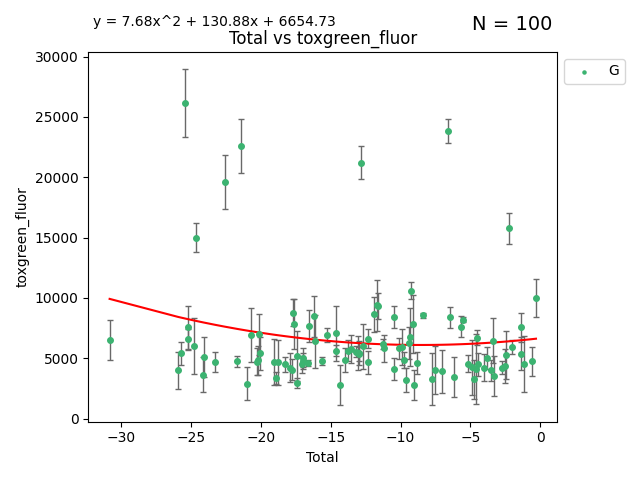 y = 7.68x^2 + 130.88x + 6654.73
N = 100
Total vs toxgreen_fluor
G
30000
25000
20000
15000
10000
5000
0
toxgreen_fluor
−30 −25 −20 −15 −10 −5 0
Total